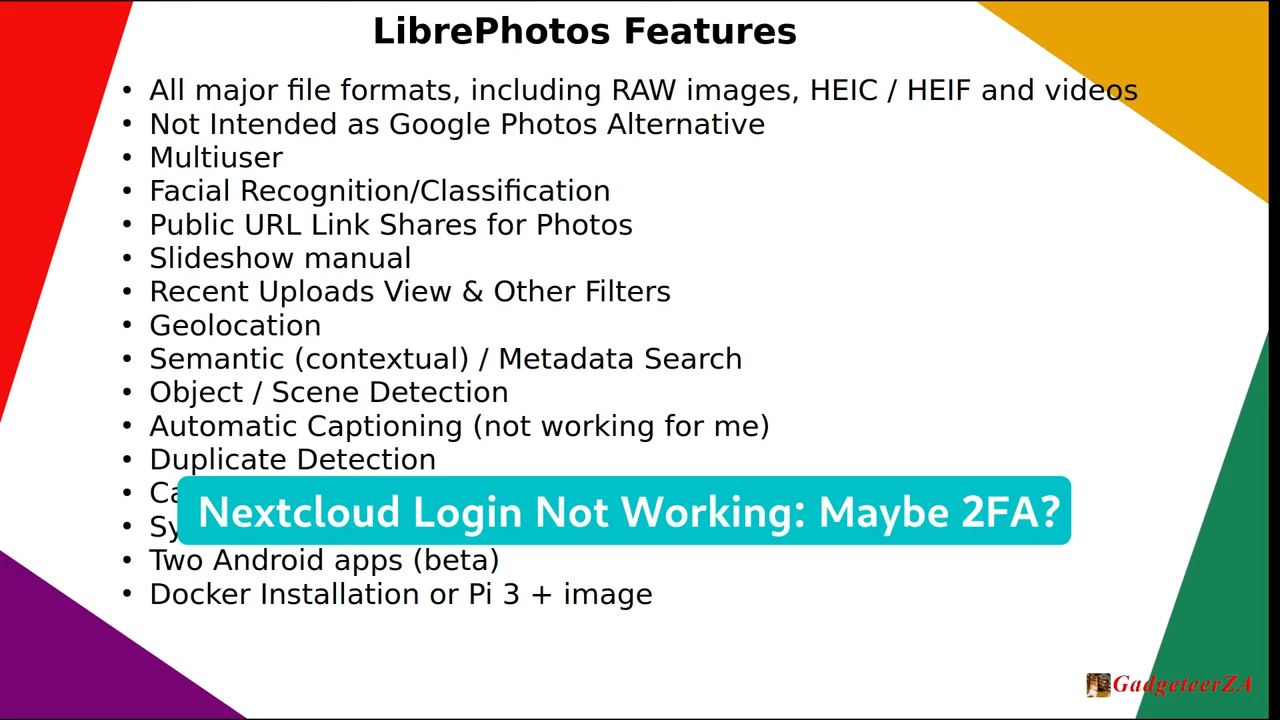 LibrePhotos Features
• All major file formats, including RAW images, HEIC / HEIF and videos
• Not Intended as Google Photos Alternative
• Multiuser
• Facial Recognition/Classification
• Public URL Link Shares for Photos
• Slideshow manual
• Recent Uploads View & Other Filters
• Geolocation
• Semantic (contextual) / Metadata Search
• Object / Scene Detection
• Automatic Captioning (not working for me)
• Duplicate Detection
Nextcloud Login Not Working: Maybe 2FA?
• Two Android apps (beta)
• Docker Installation or Pi 3 + image
GadgeteerZA